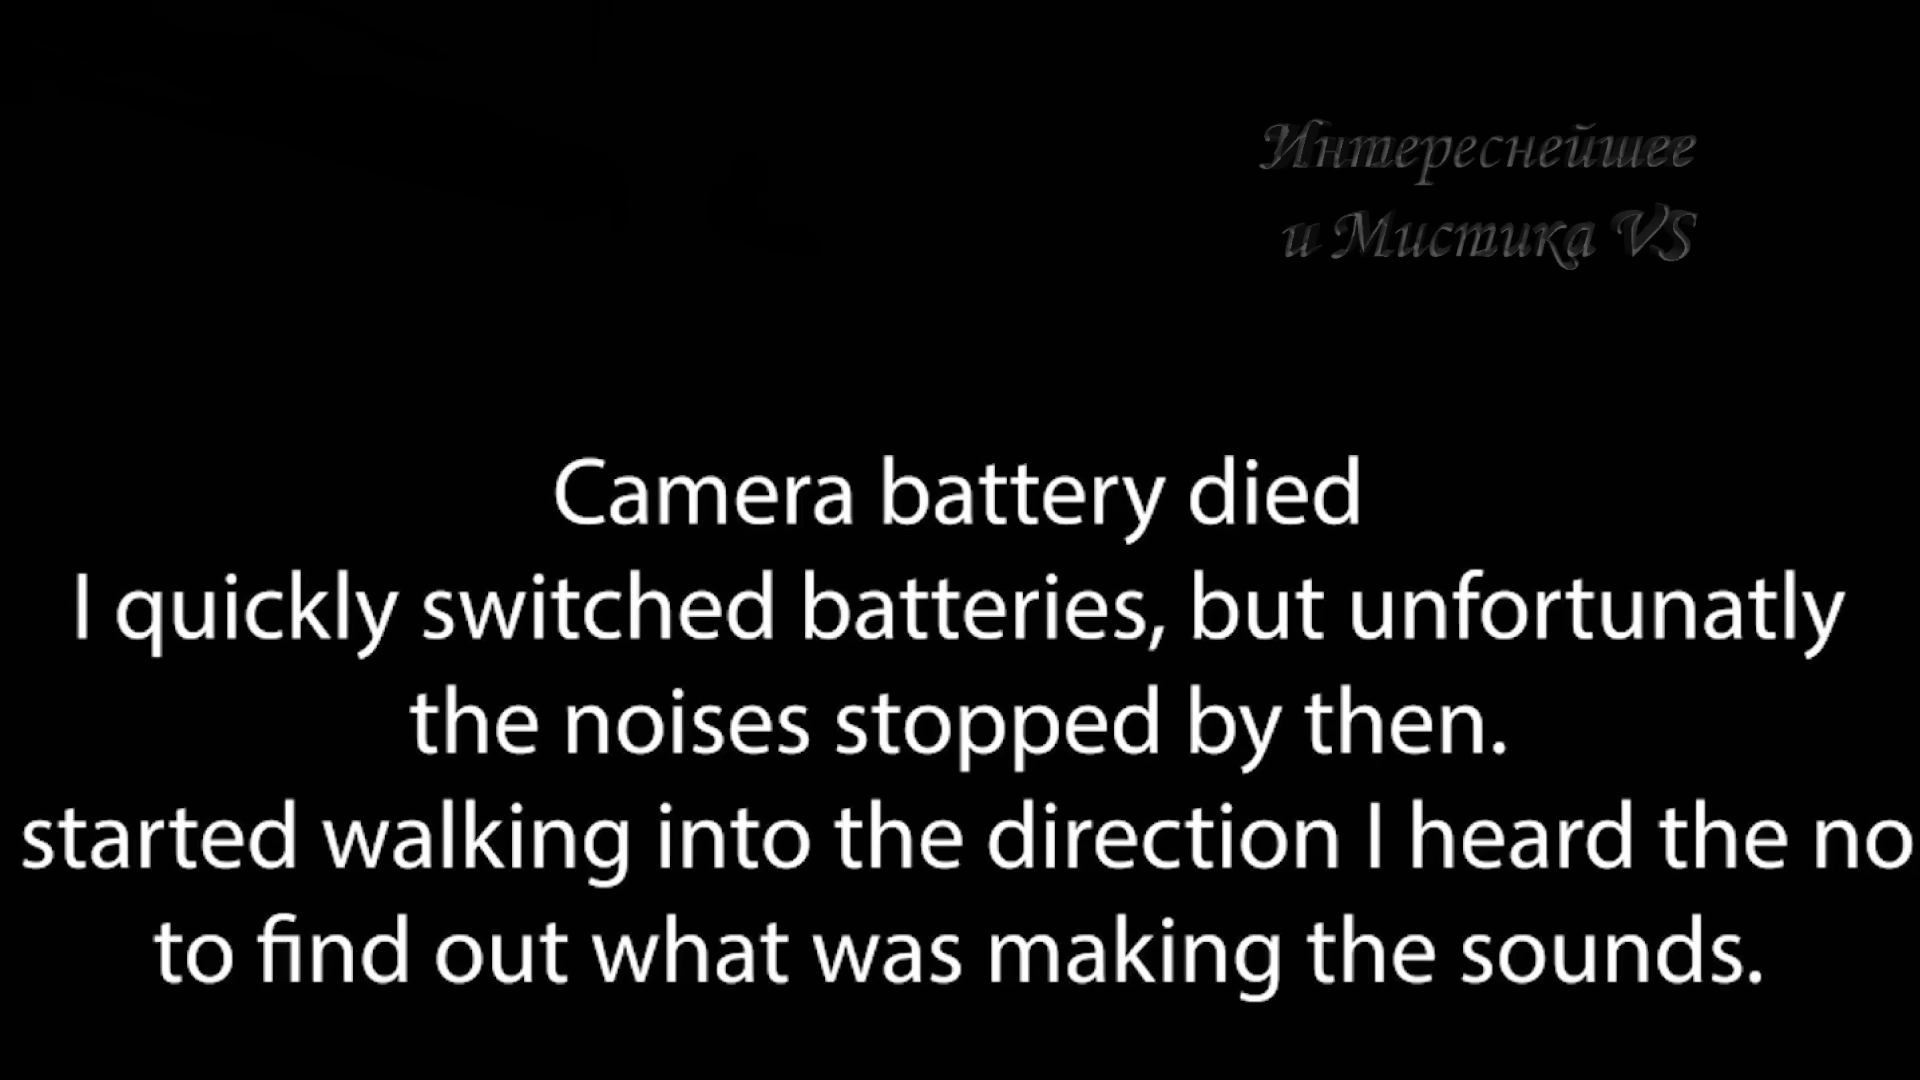 Интереснейшее
и Мистика VS
Camera battery died
I quickly switched batteries, but unfortunatly
the noises stopped by then.
started walking into the direction I heard the no
to find out what was making the sounds.